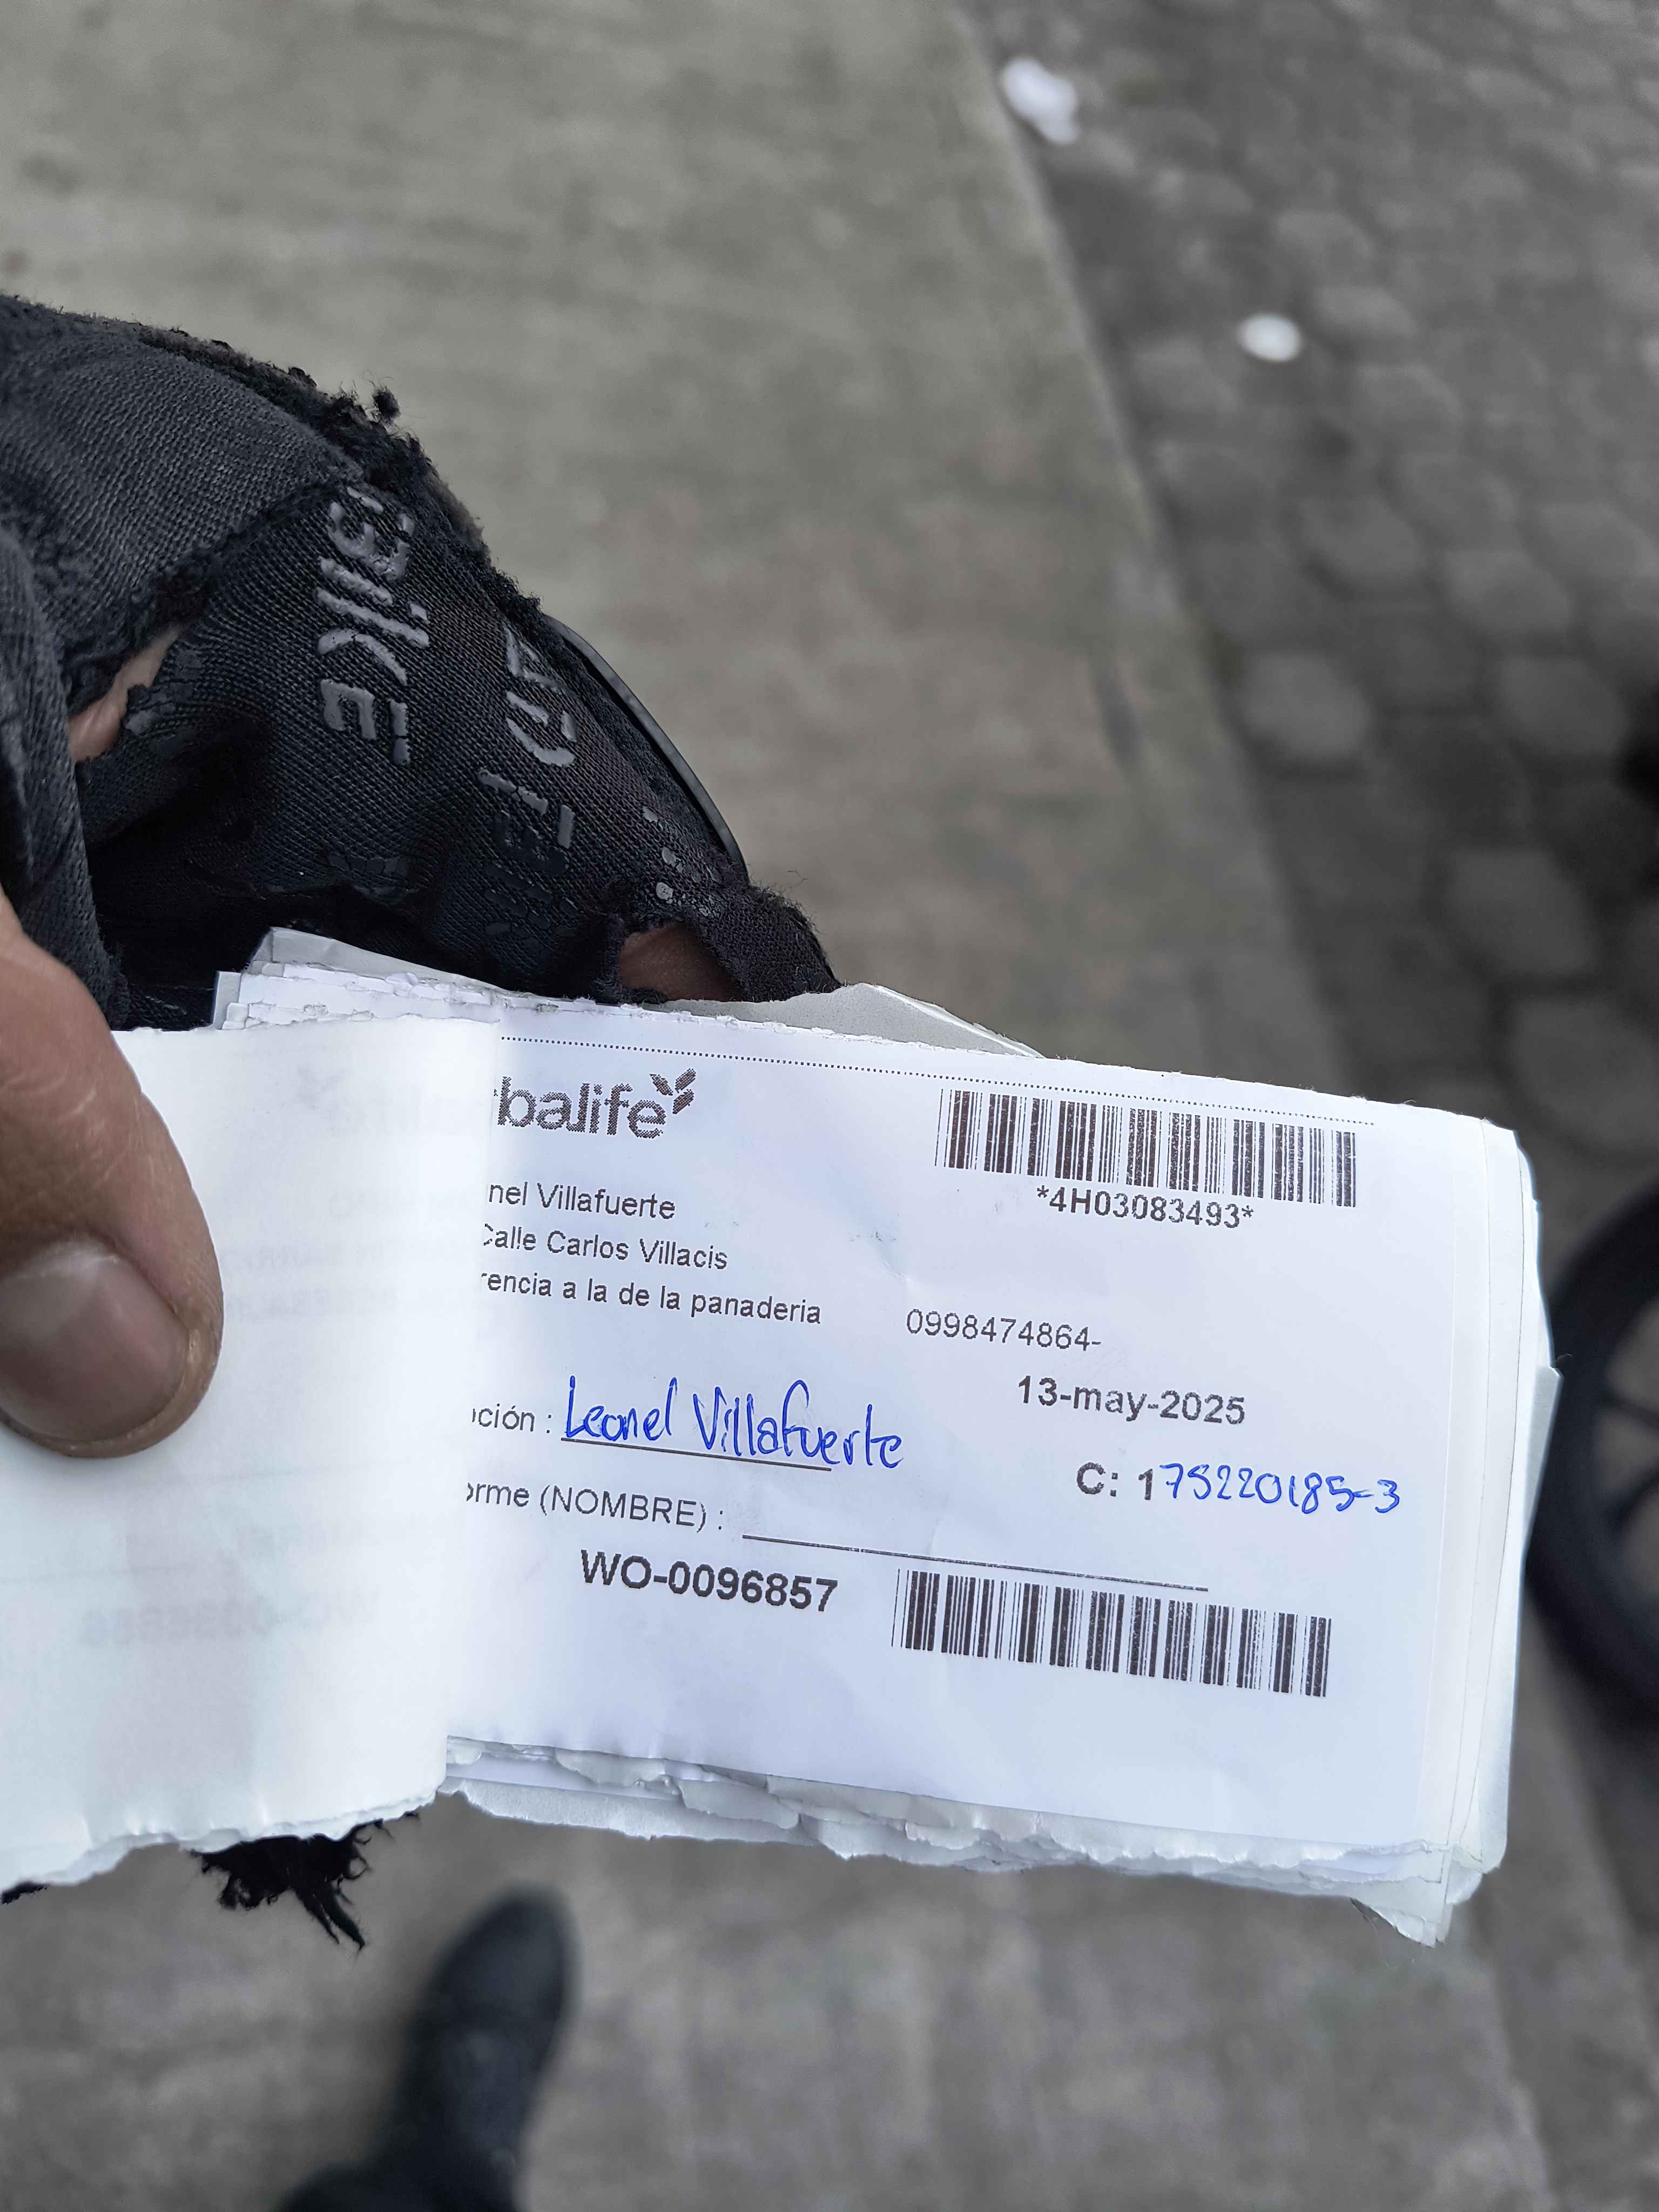 BIKE
balife
*4H03083493*
nel Villafuerte
Calle Carlos Villacis
rencia a la de la panaderia
0998474864-
13-may-2025
ción : Leonel Villafuerte
C: 175220185-3
orme (NOMBRE) :
WO-0096857